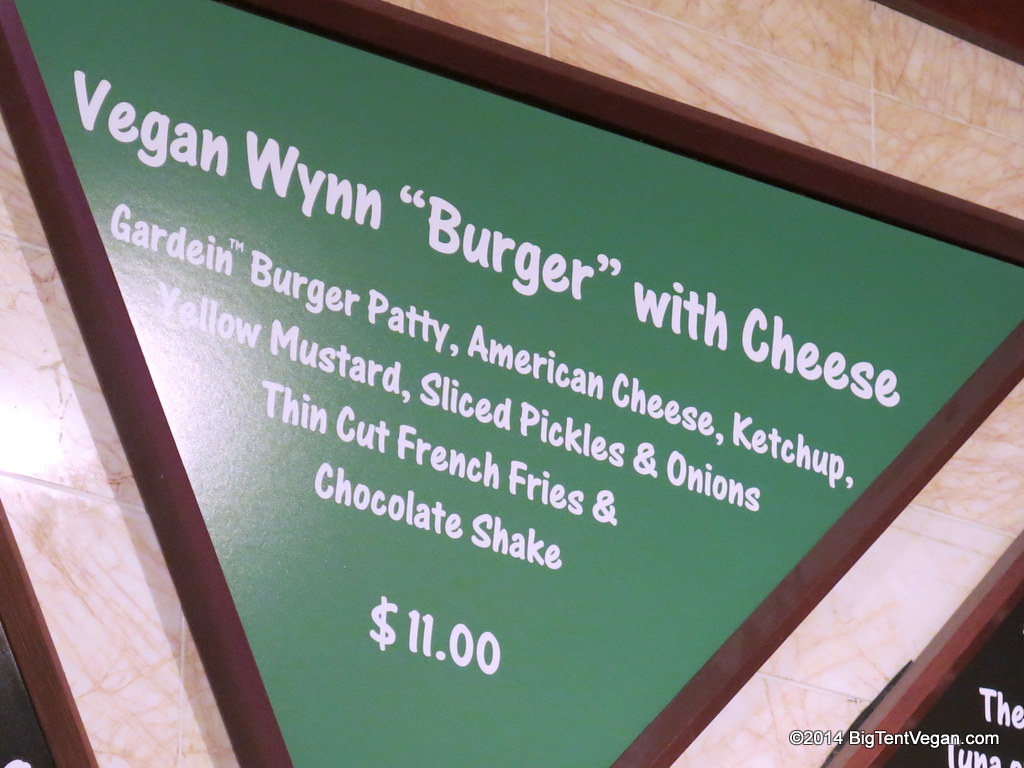 Vegan Wynn “Burger” with Cheese
Gardein™ Burger Patty, American Cheese, Ketchup,
Yellow Mustard, Sliced Pickles & Onions
Thin Cut French Fries &
Chocolate Shake
$ 11.00
The
Tuna
©2014 BigTentVegan.com